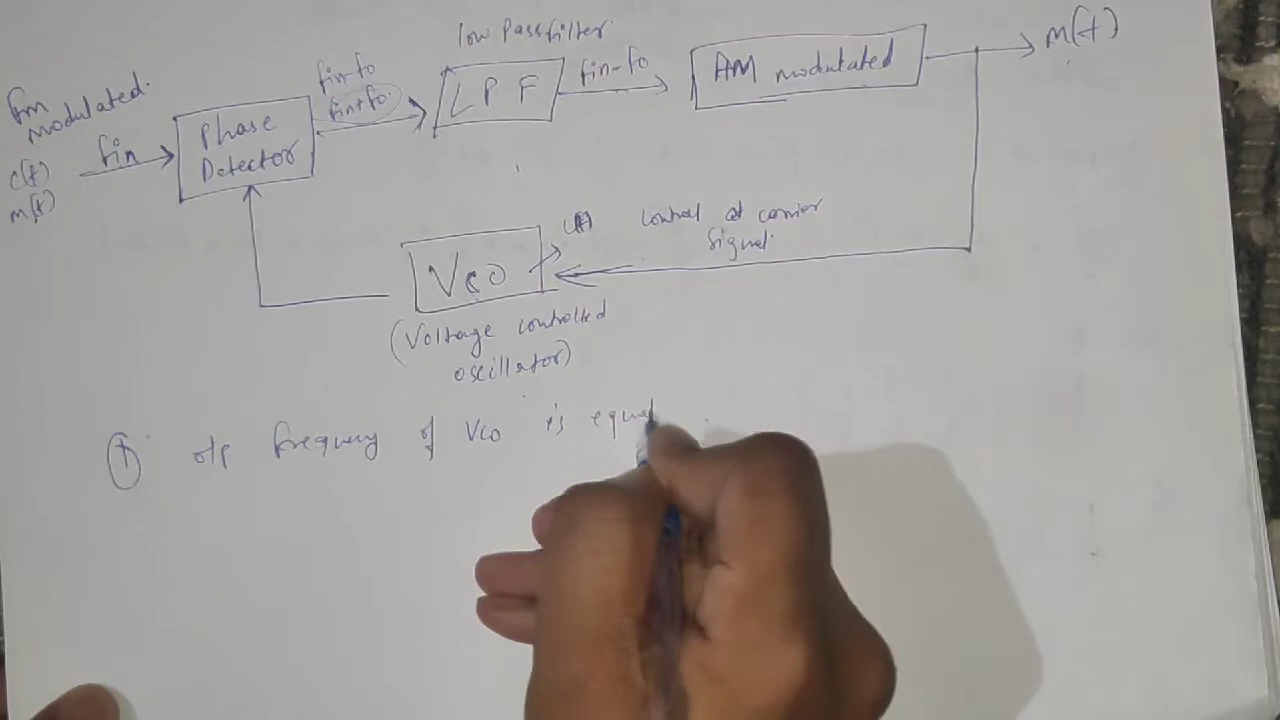 low Pass filter
m(t)
fm
modulated.
c(t)
m(t)
fin
Phase
Detector
fin-fo
fin+fo.
LPF
fin-fo
AM modulated
VCO
control at carrier
Signal.
(Voltage controlled
oscillator)
① o/p frequency of VCO is equal